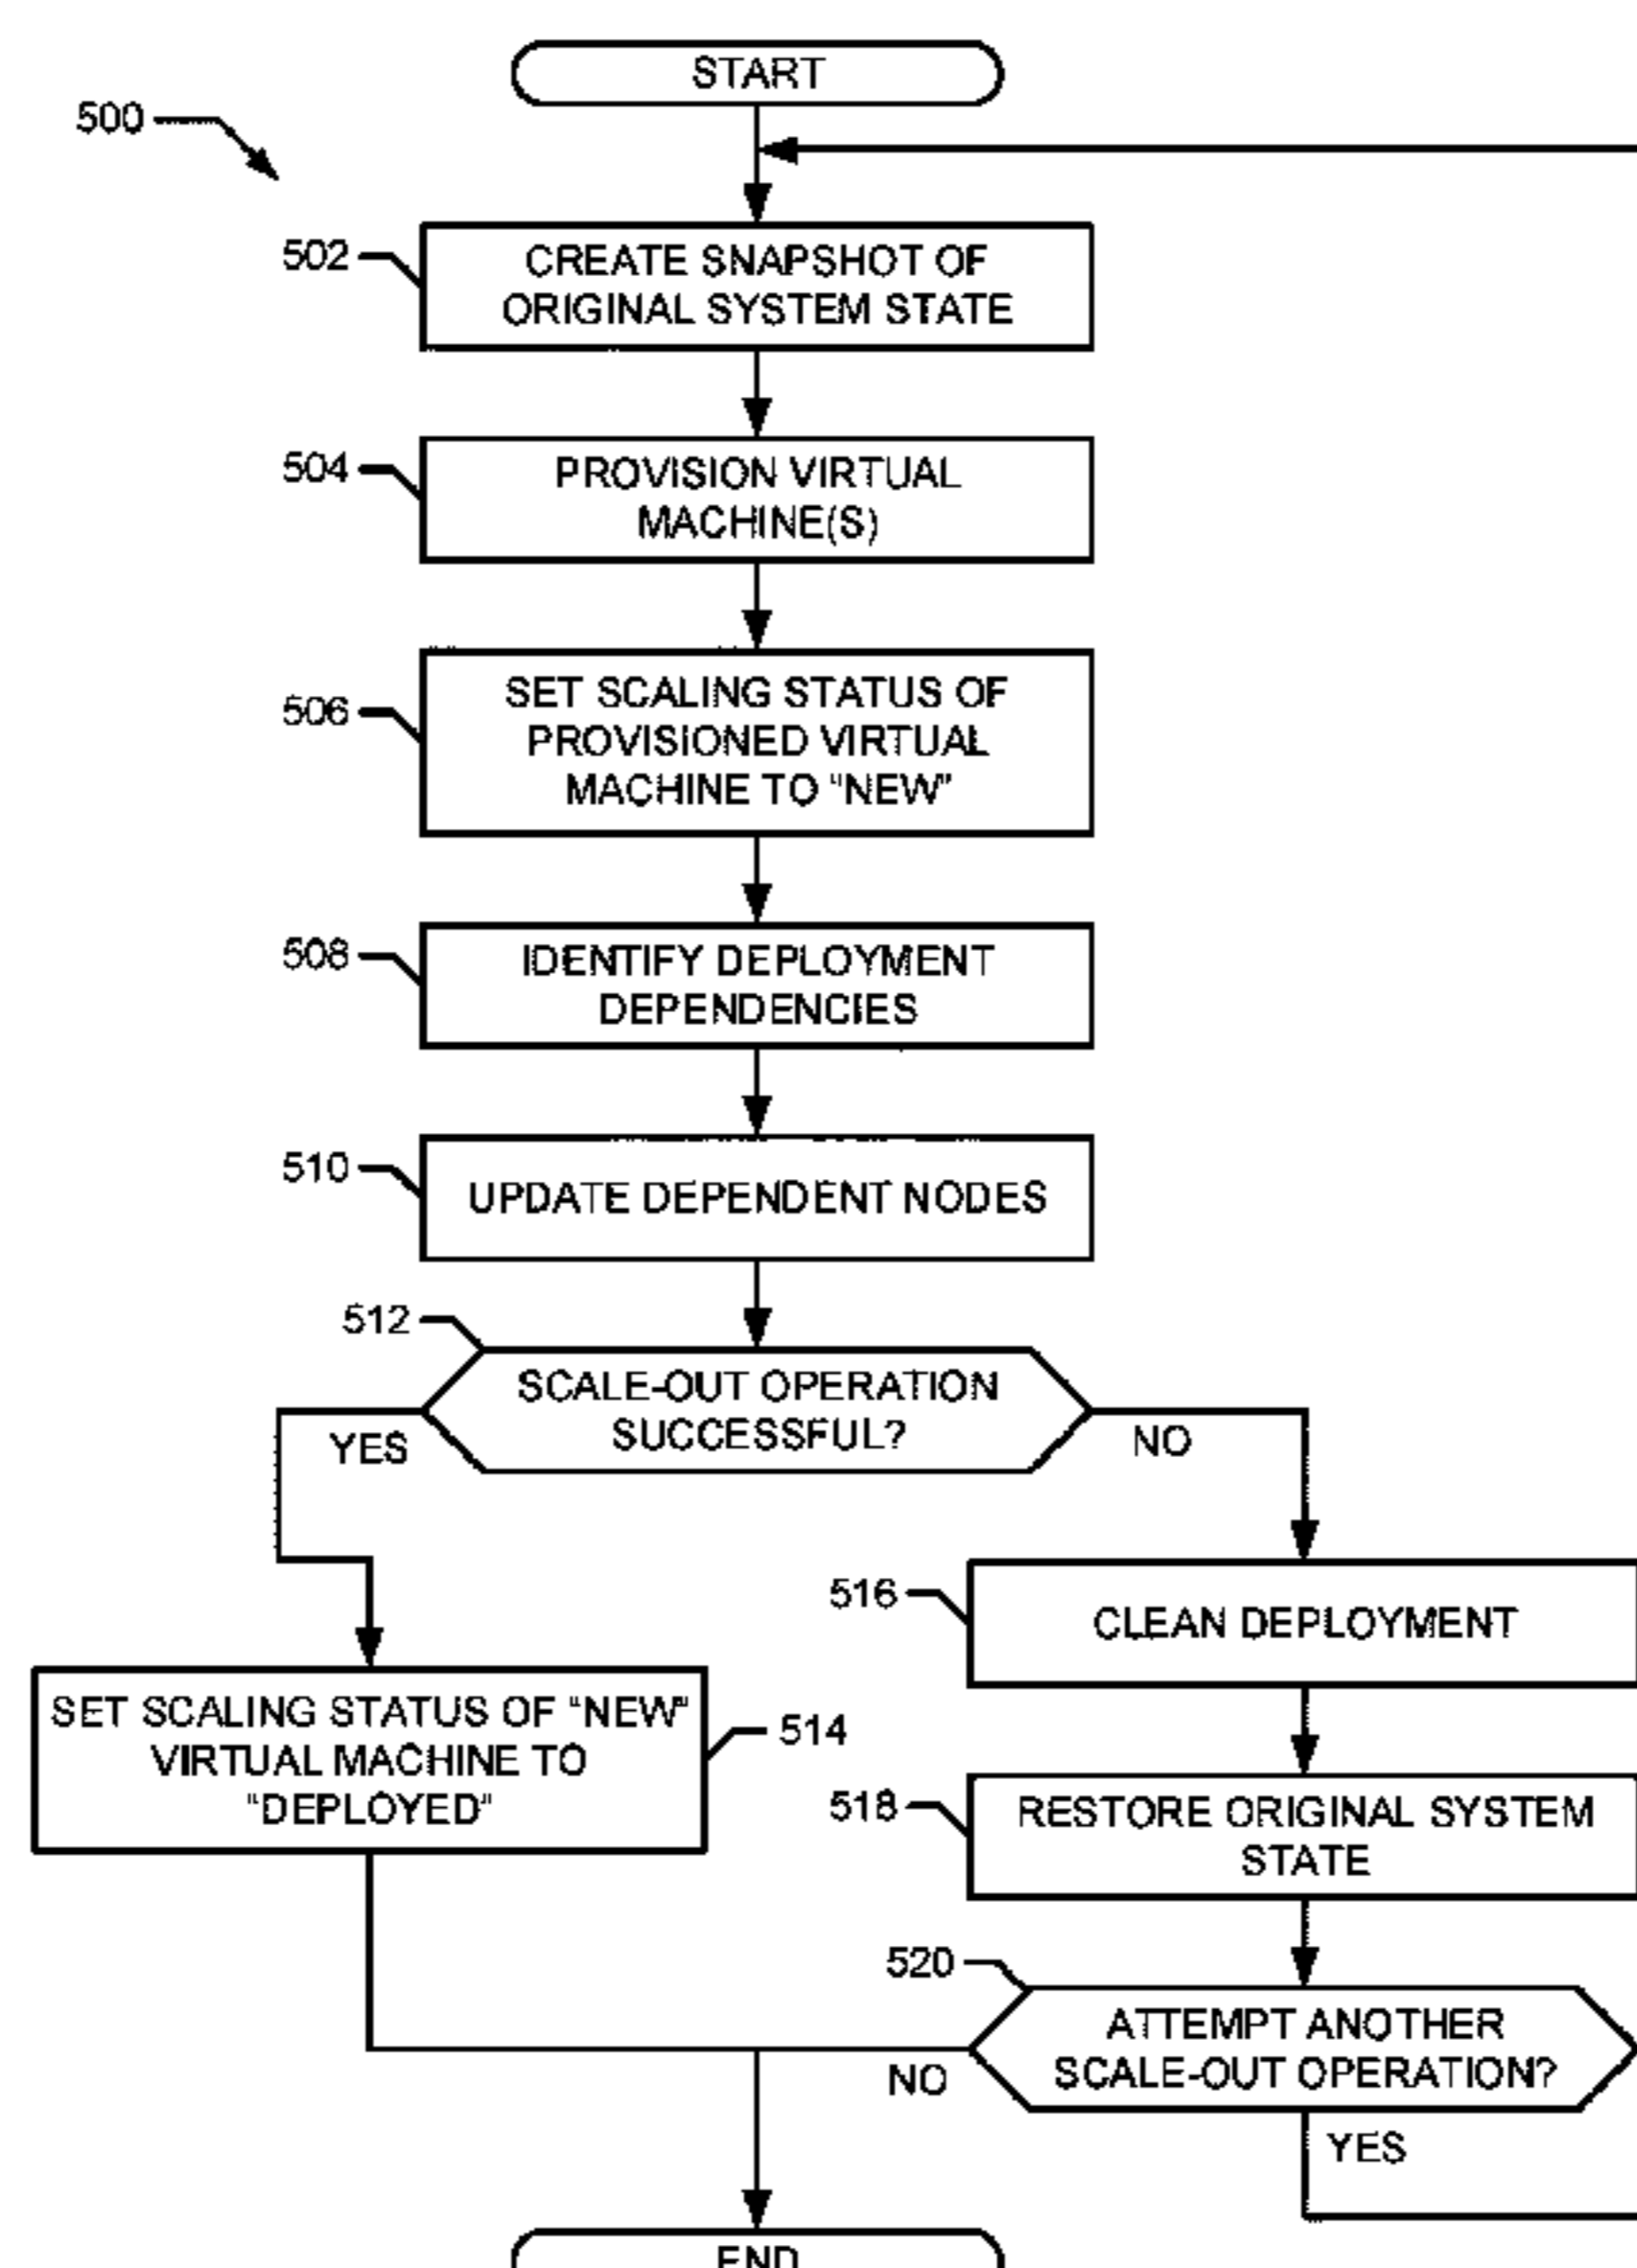 START
500
502
CREATE SNAPSHOT OF
ORIGINAL SYSTEM STATE
504
PROVISION VIRTUAL
MACHINE(S)
506
SET SCALING STATUS OF
PROVISIONED VIRTUAL
MACHINE TO "NEW"
508
IDENTIFY DEPLOYMENT
DEPENDENCIES
510
UPDATE DEPENDENT NODES
512
SCALE-OUT OPERATION
SUCCESSFUL?
YES
NO
516
CLEAN DEPLOYMENT
SET SCALING STATUS OF "NEW"
VIRTUAL MACHINE TO
"DEPLOYED"
514
518
RESTORE ORIGINAL SYSTEM
STATE
520
ATTEMPT ANOTHER
SCALE-OUT OPERATION?
NO
YES
END